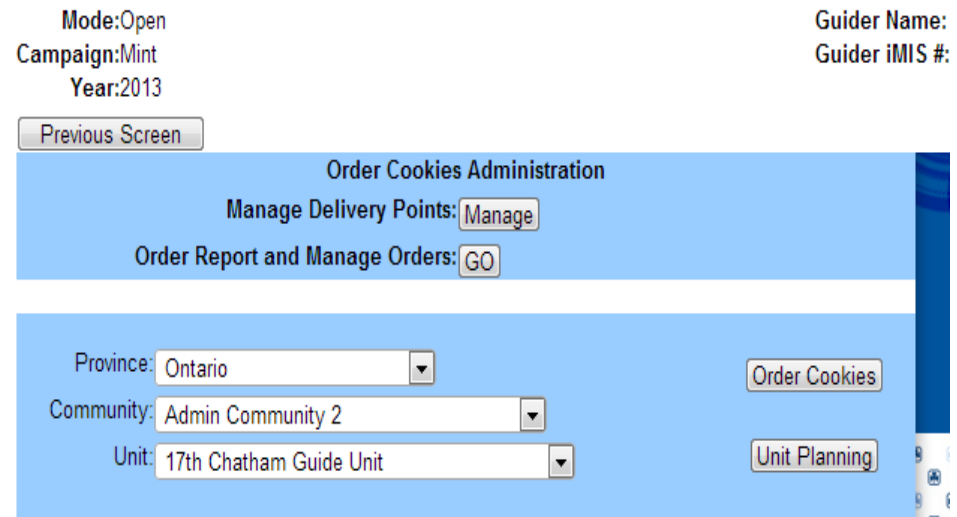 Mode:Open
Guider Name:
Campaign:Mint
Guider iMIS #:
Year:2013
Previous Screen
Order Cookies Administration
Manage Delivery Points: Manage
Order Report and Manage Orders: GO
Province: Ontario
Order Cookies
Community: Admin Community 2
Unit: 17th Chatham Guide Unit
Unit Planning